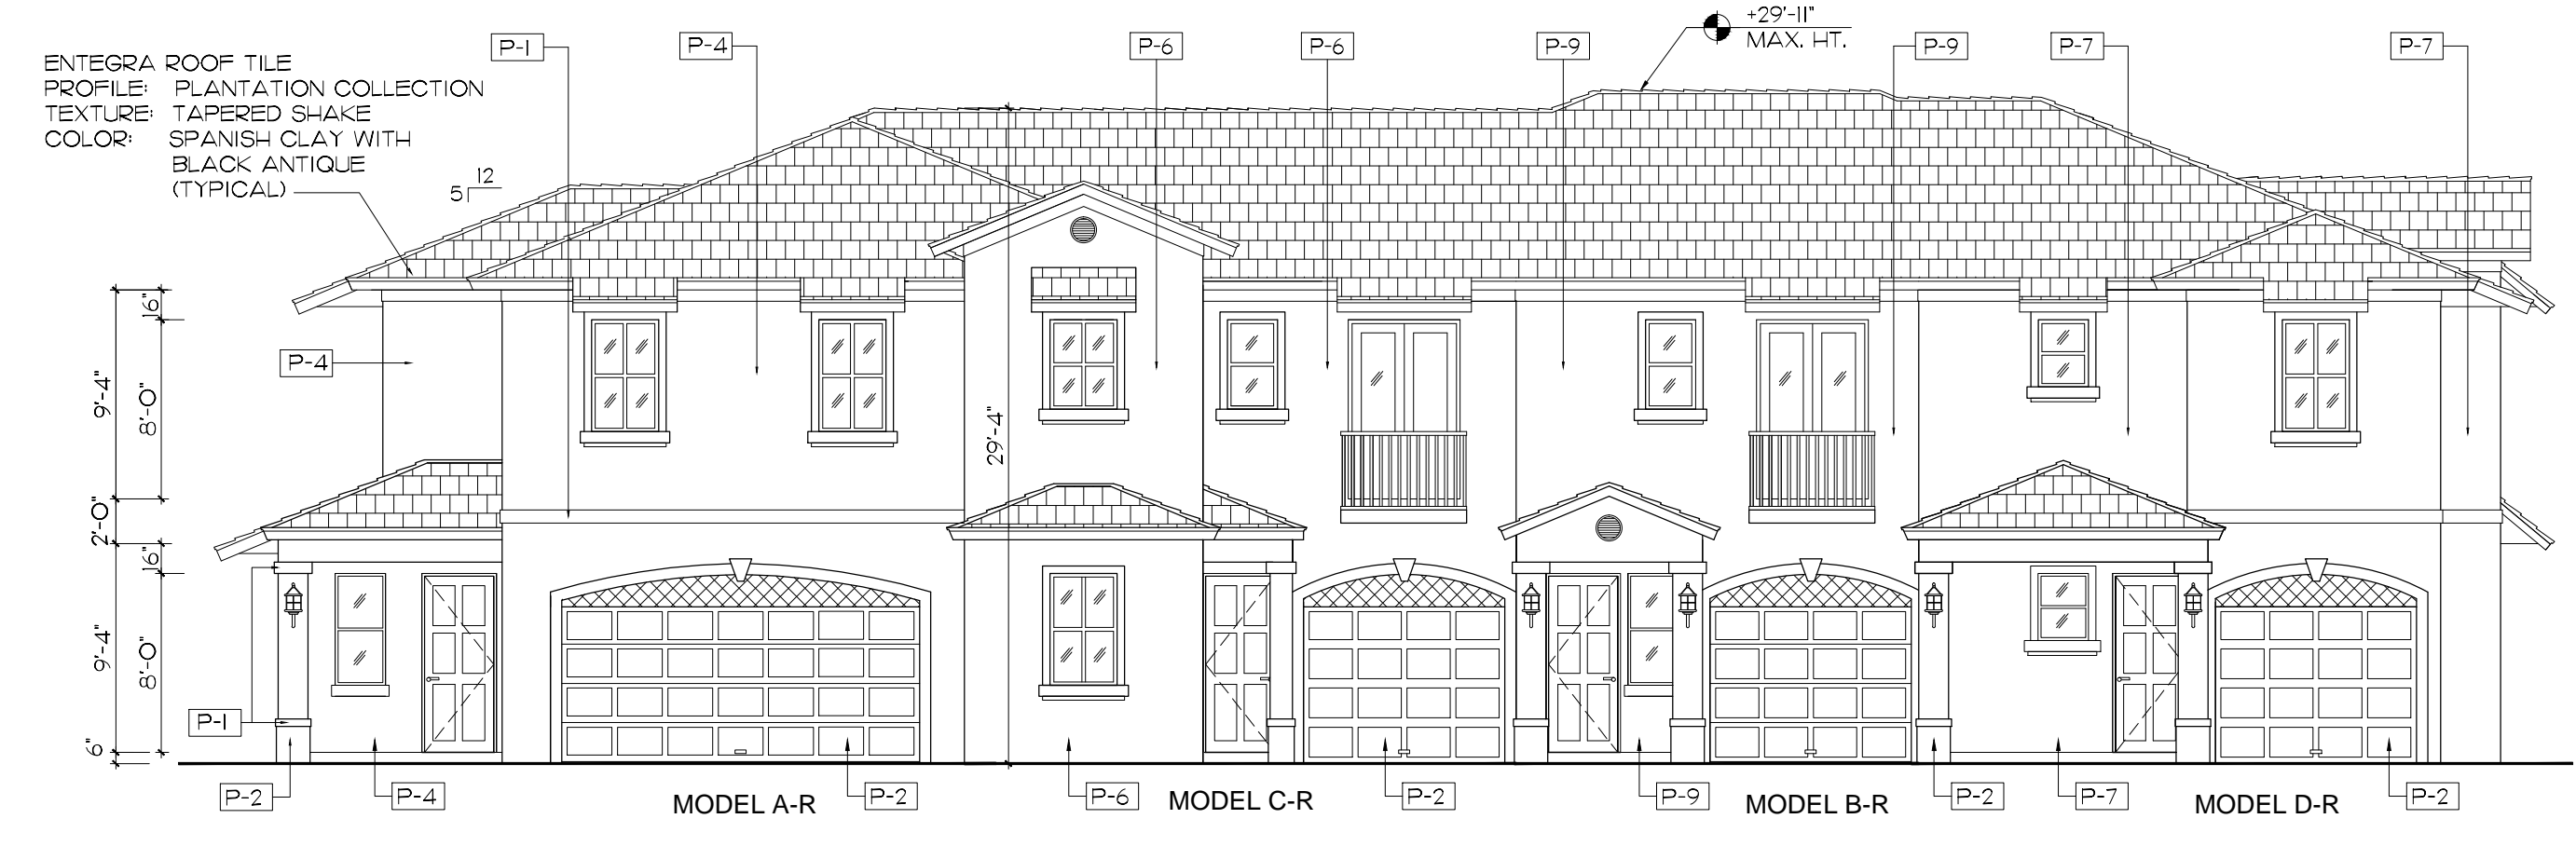 +29'-11"
MAX. HT.
P-1
P-4
P-6
P-6
P-9
P-9
P-7
P-7
ENTEGRA ROOF TILE
PROFILE: PLANTATION COLLECTION
TEXTURE: TAPERED SHAKE
COLOR: SPANISH CLAY WITH
BLACK ANTIQUE
(TYPICAL)
12
5
16"
P-4
9'-4"
8'-0"
29'-4"
2'-0"
16"
9'-4"
8'-0"
P-1
6"
P-2
P-4
MODEL A-R
P-2
P-6
MODEL C-R
P-2
P-9
MODEL B-R
P-2
P-7
MODEL D-R
P-2